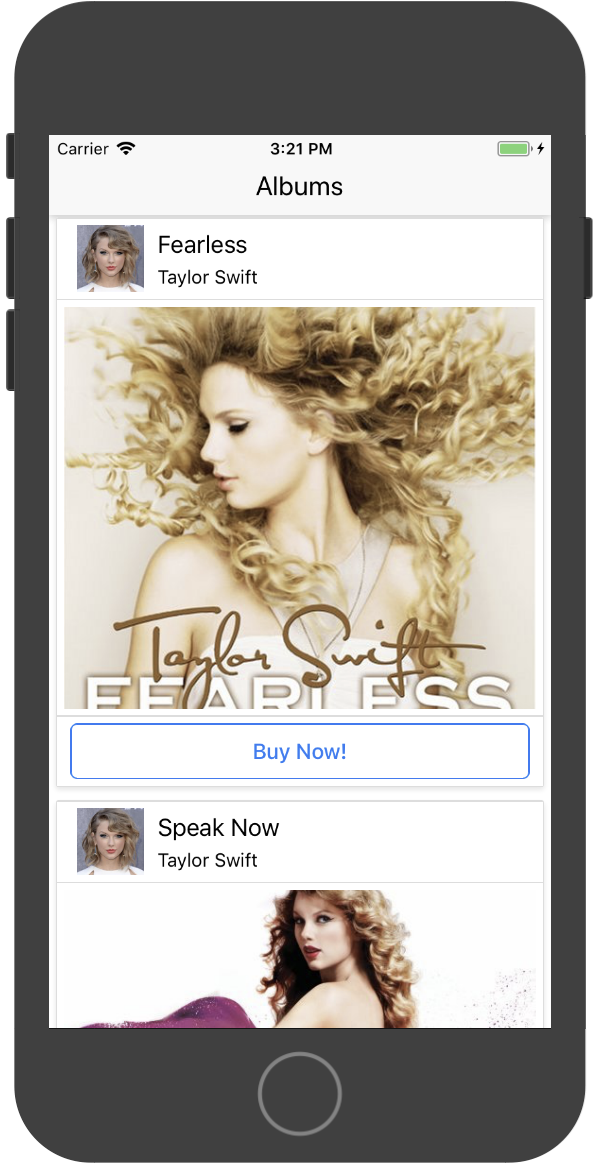 Carrier 3:21 PM
Albums
Fearless
Taylor Swift
Taylor Swift
FEARLESS
Buy Now!
Speak Now
Taylor Swift